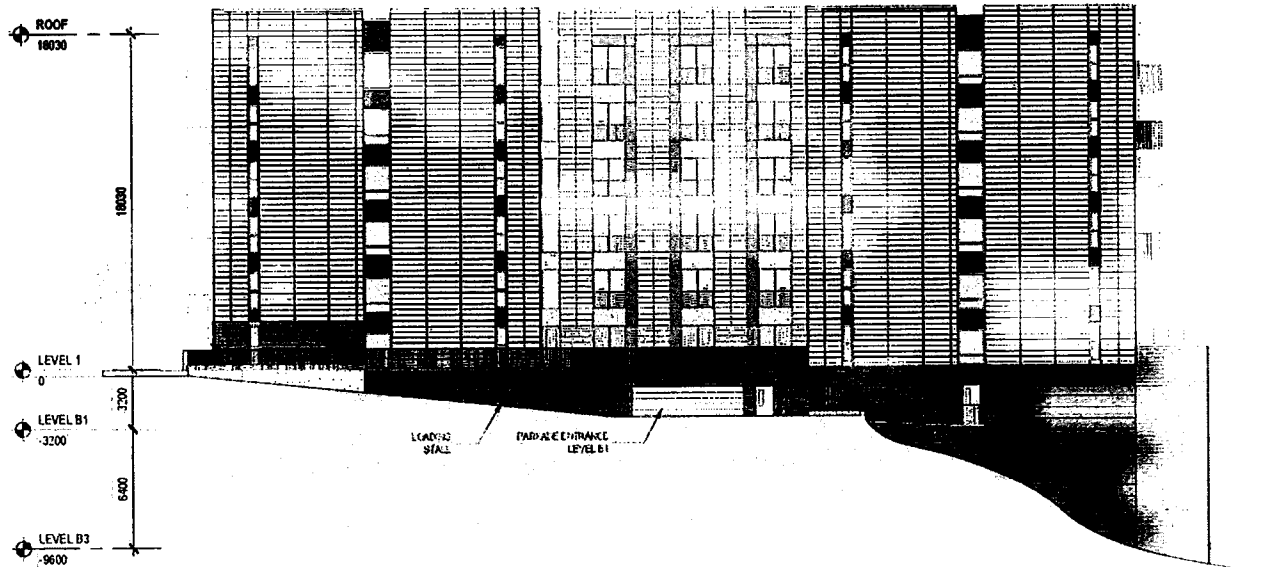 ROOF
18030
18030
LEVEL 1
0
3200
LEVEL B1
-3200
LOADING
STALL
PARKADE ENTRANCE
LEVEL B1
6400
LEVEL B3
-9600